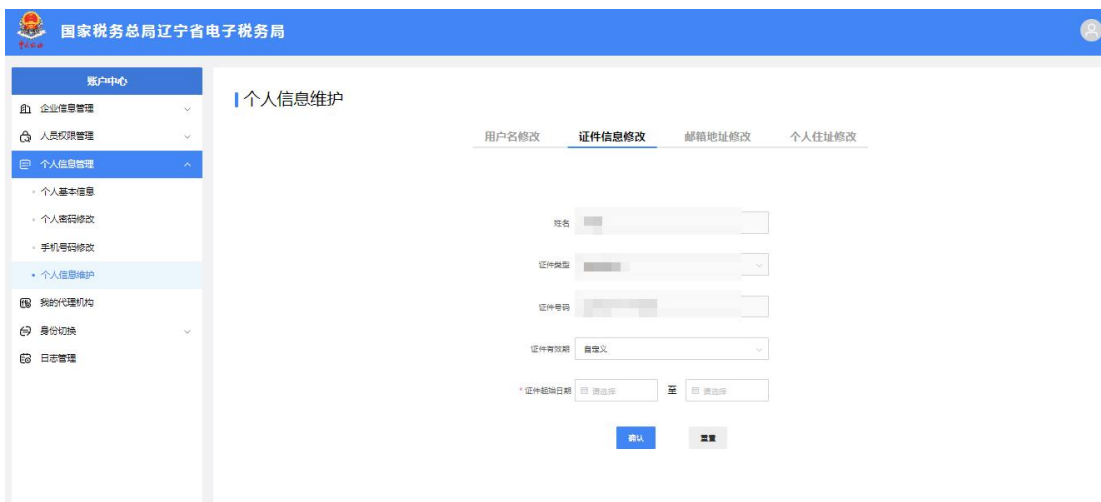 国家税务总局辽宁省电子税务局
账户中心
企业信息管理
人员权限管理
个人信息管理
个人基本信息
个人密码修改
手机号码修改
个人信息维护
我的代理机构
身份切换
日志管理
个人信息维护
用户名修改 证件信息修改 邮箱地址修改 个人住址修改
姓名
证件类型
证件号码
证件有效期 自定义
*证件起始日期 请选择 至 请选择
确认 重置